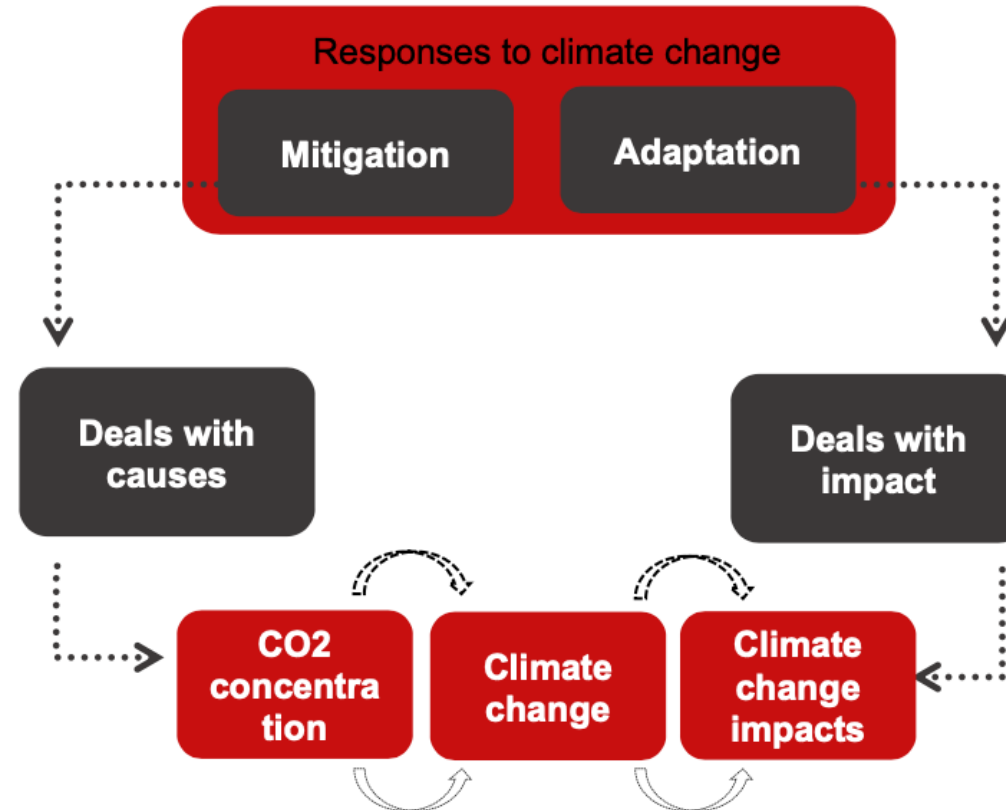 Responses to climate change
Mitigation
Adaptation
Deals with
causes
Deals with
impact
CO2
concentra
tion
Climate
change
Climate
change
impacts